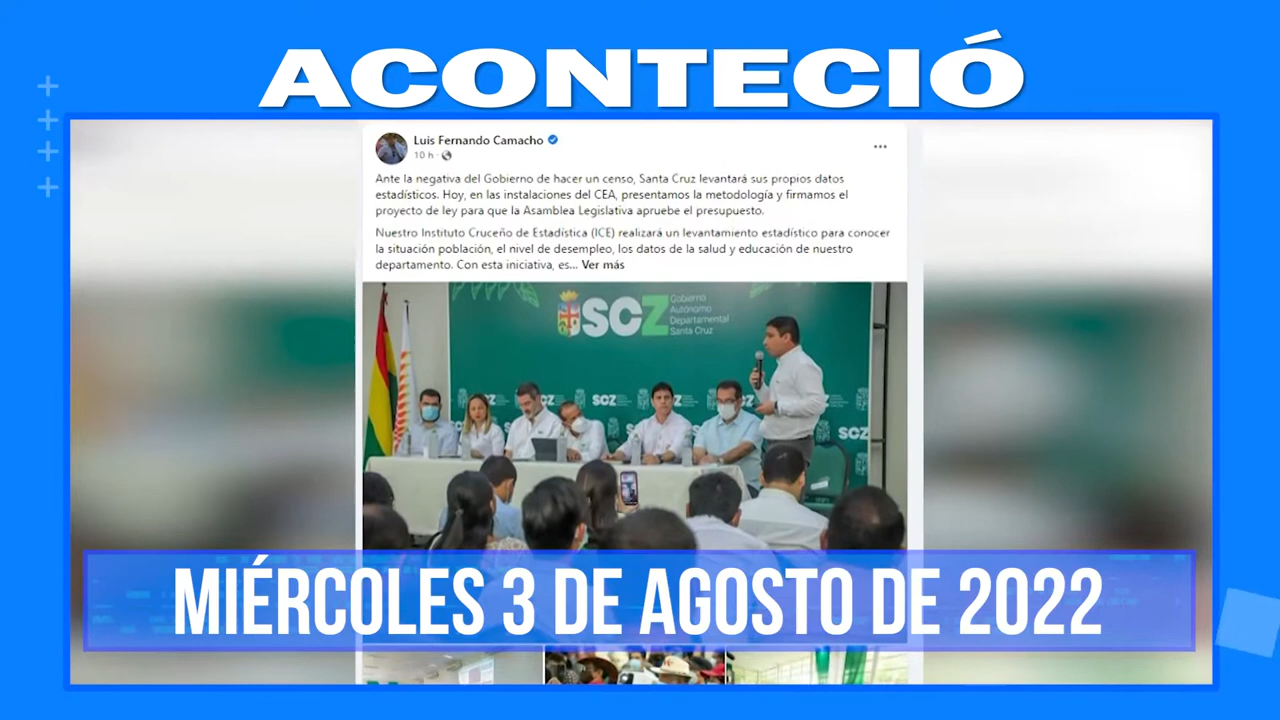 ACONTECIÓ
Luis Fernando Camacho
10 h ·
Ante la negativa del Gobierno de hacer un censo, Santa Cruz levantará sus propios datos
estadísticos. Hoy, en las instalaciones del CEA, presentamos la metodología y firmamos el
proyecto de ley para que la Asamblea Legislativa apruebe el presupuesto.
Nuestro Instituto Cruceño de Estadística (ICE) realizará un levantamiento estadístico para conocer
la situación población, el nivel de desempleo, los datos de la salud y educación de nuestro
departamento. Con esta iniciativa, es... Ver más
SCZ
Gobierno
Autónomo
Departamental
Santa Cruz
SCZ
SCZ
SCZ
MIÉRCOLES 3 DE AGOSTO DE 2022